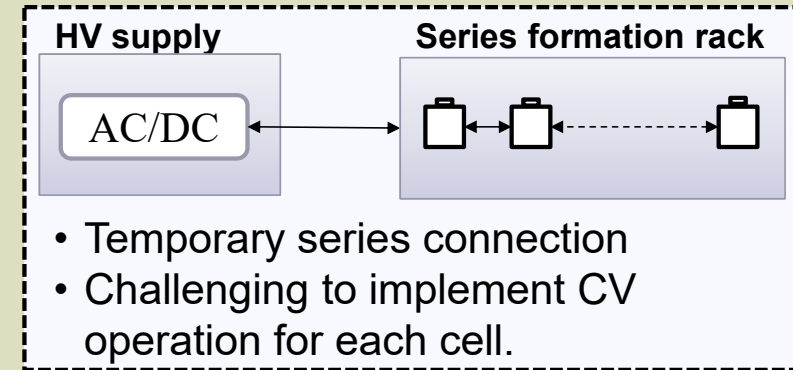 HV supply
Series formation rack
AC/DC
• Temporary series connection
• Challenging to implement CV
operation for each cell.